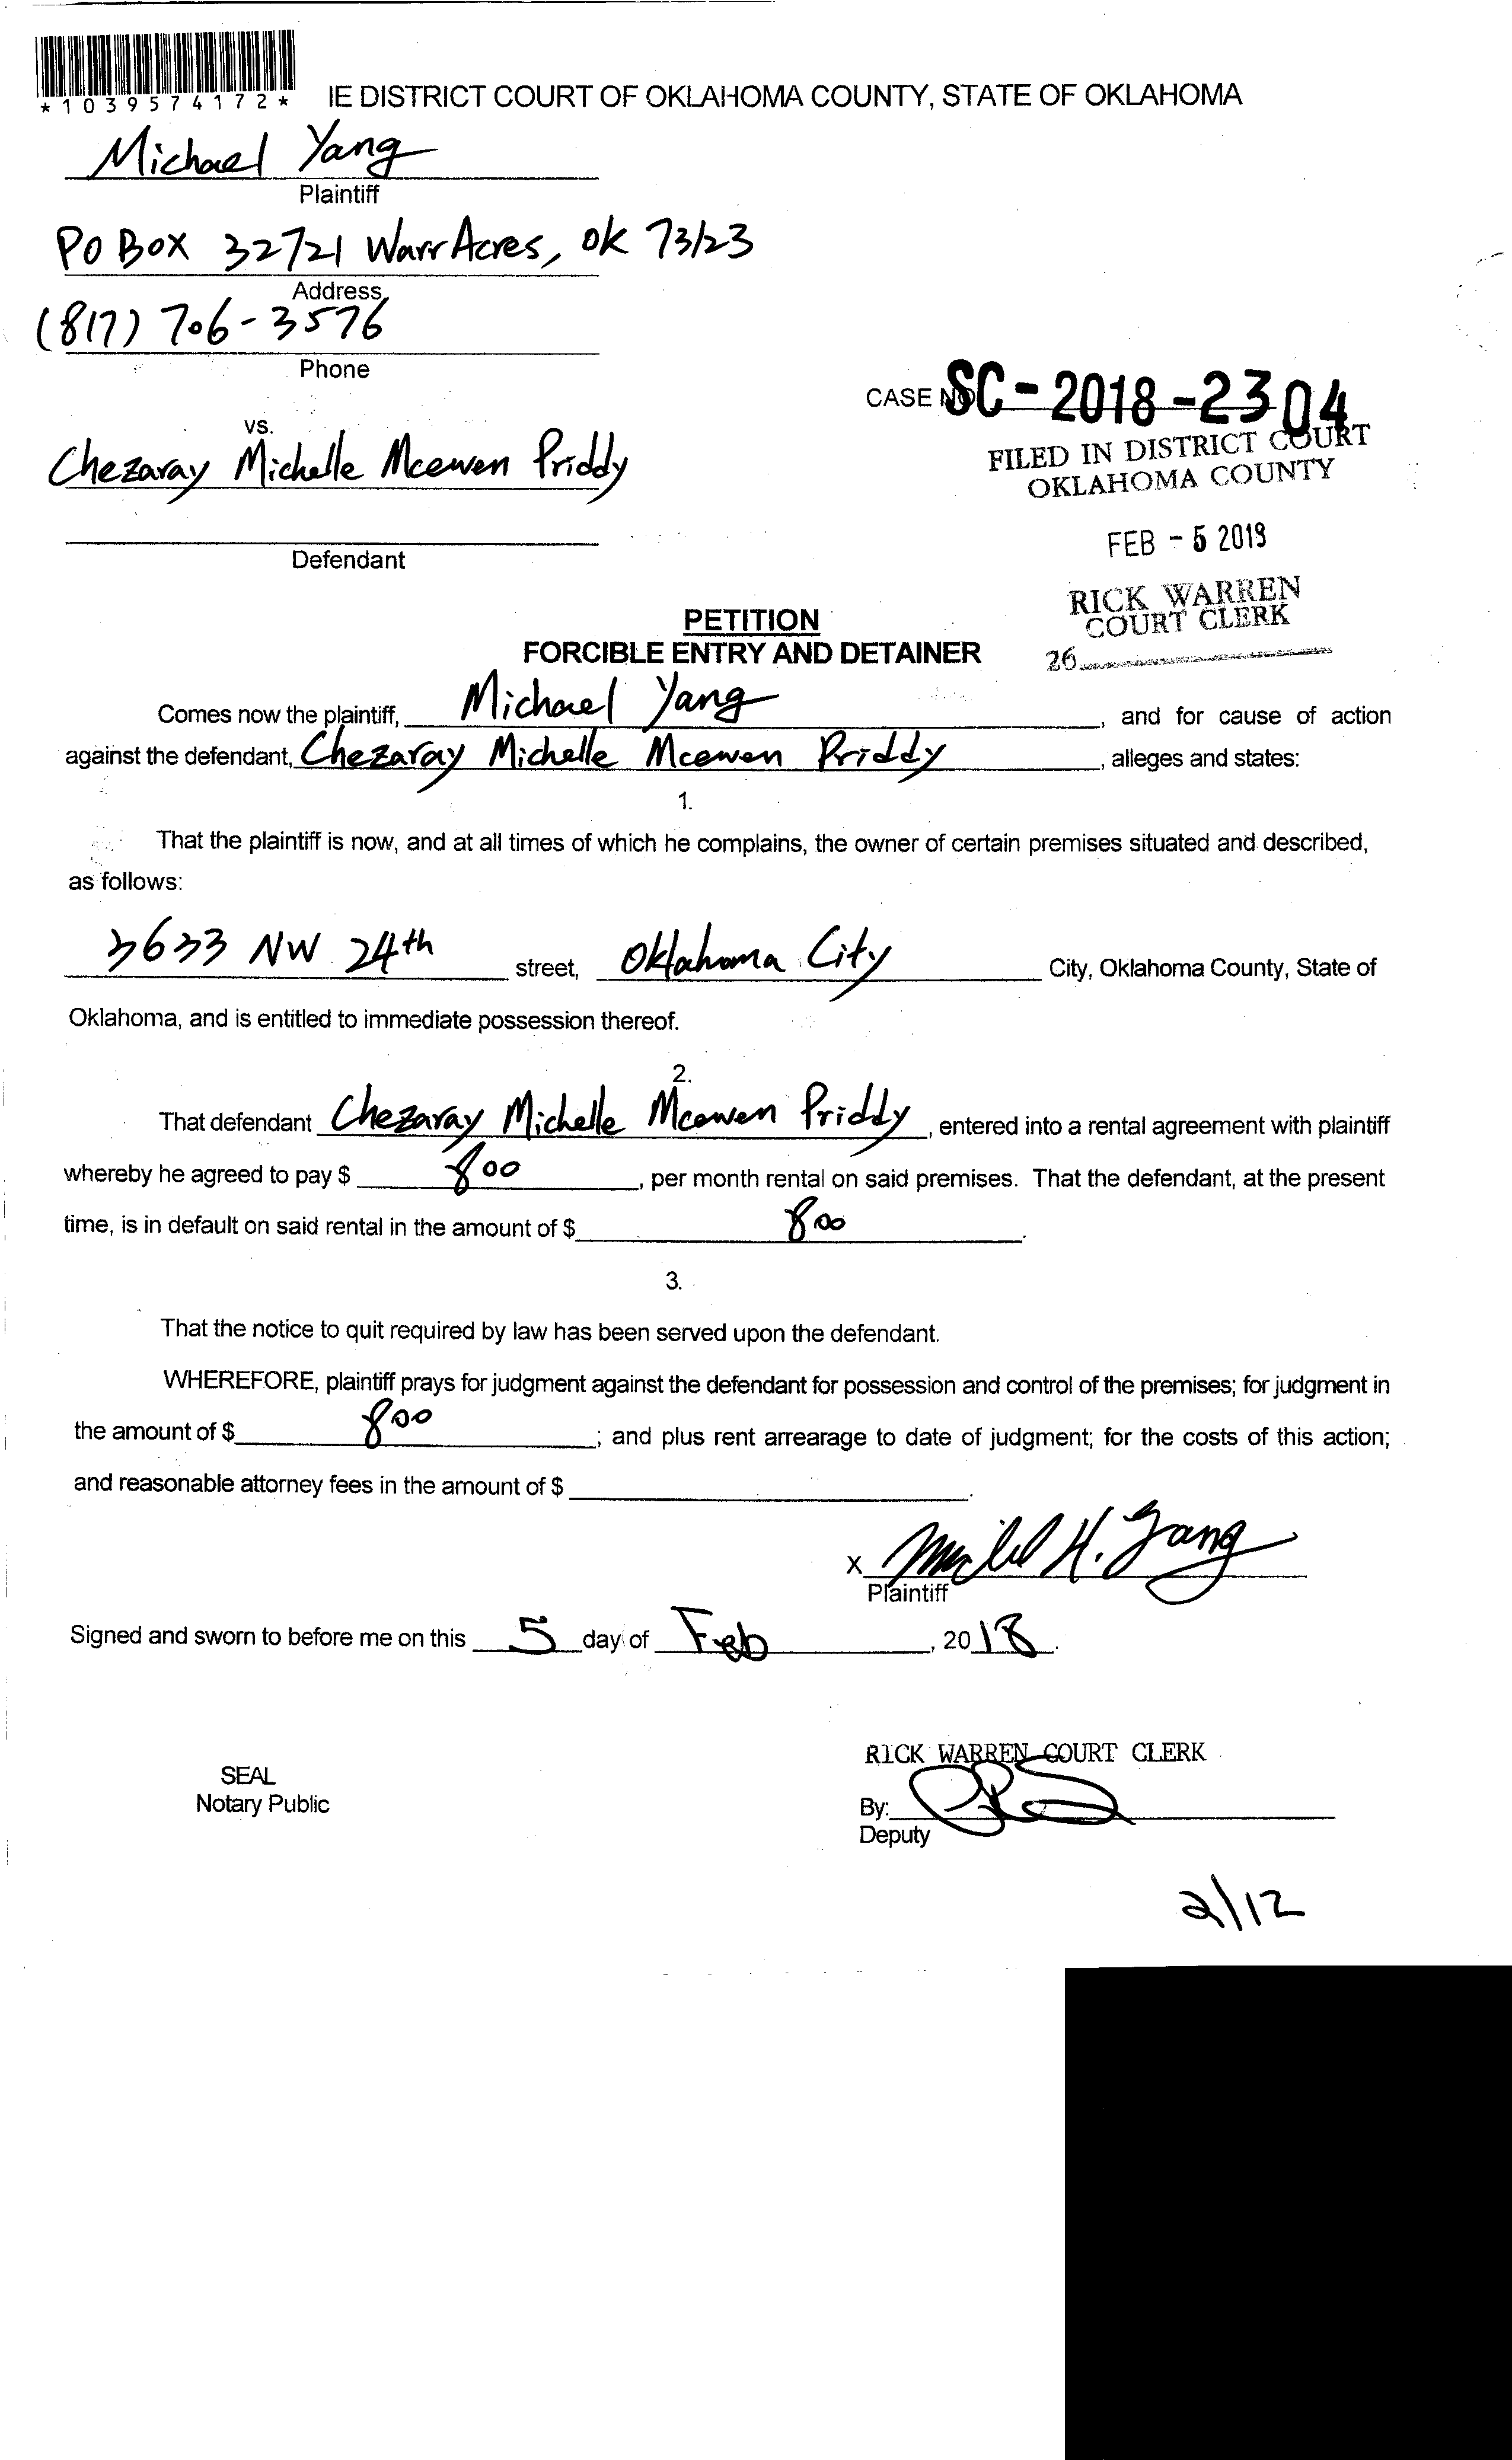 *1039574172*
IE DISTRICT COURT OF OKLAHOMA COUNTY, STATE OF OKLAHOMA
Michael Yang
Plaintiff
PO Box 32721 Warr Acres, OK 73123
Address
(817) 706-3576
Phone
CASE NO SC-2018-2304
vs.
FILED IN DISTRICT COURT
OKLAHOMA COUNTY
Chezaray Michelle Mcewen Priddy
FEB - 5 2018
Defendant
RICK WARREN
COURT CLERK
26
PETITION
FORCIBLE ENTRY AND DETAINER
Comes now the plaintiff, Michael Yang, and for cause of action
against the defendant, Chezaray Michelle Mcewen Priddy, alleges and states:
1.
That the plaintiff is now, and at all times of which he complains, the owner of certain premises situated and described,
as follows:
3633 NW 24th street, Oklahoma City City, Oklahoma County, State of
Oklahoma, and is entitled to immediate possession thereof.
2.
That defendant Chezaray Michelle Mcewen Priddy, entered into a rental agreement with plaintiff
whereby he agreed to pay $ 800, per month rental on said premises. That the defendant, at the present
time, is in default on said rental in the amount of $ 800.
3.
That the notice to quit required by law has been served upon the defendant.
WHEREFORE, plaintiff prays for judgment against the defendant for possession and control of the premises; for judgment in
the amount of $ 800; and plus rent arrearage to date of judgment; for the costs of this action;
and reasonable attorney fees in the amount of $ .
X Michael H. Yang
Plaintiff
Signed and sworn to before me on this 5 day of Feb, 2018.
RICK WARREN COURT CLERK
SEAL
Notary Public
By:
Deputy
2/12